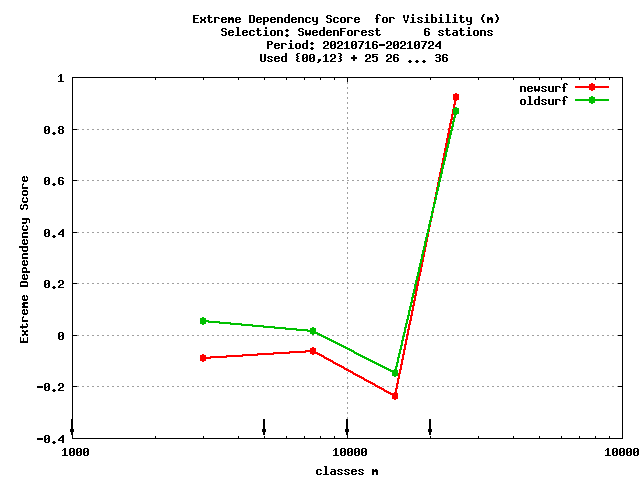 Extreme Dependency Score  for Visibility (m)
Selection: SwedenForest      6 stations
Period: 20210716-20210724
Used {00,12} + 25 26 ... 36
newsurf
oldsurf
1
0.8
0.6
0.4
0.2
0
-0.2
-0.4
Extreme Dependency Score
1000 10000 10000
classes m